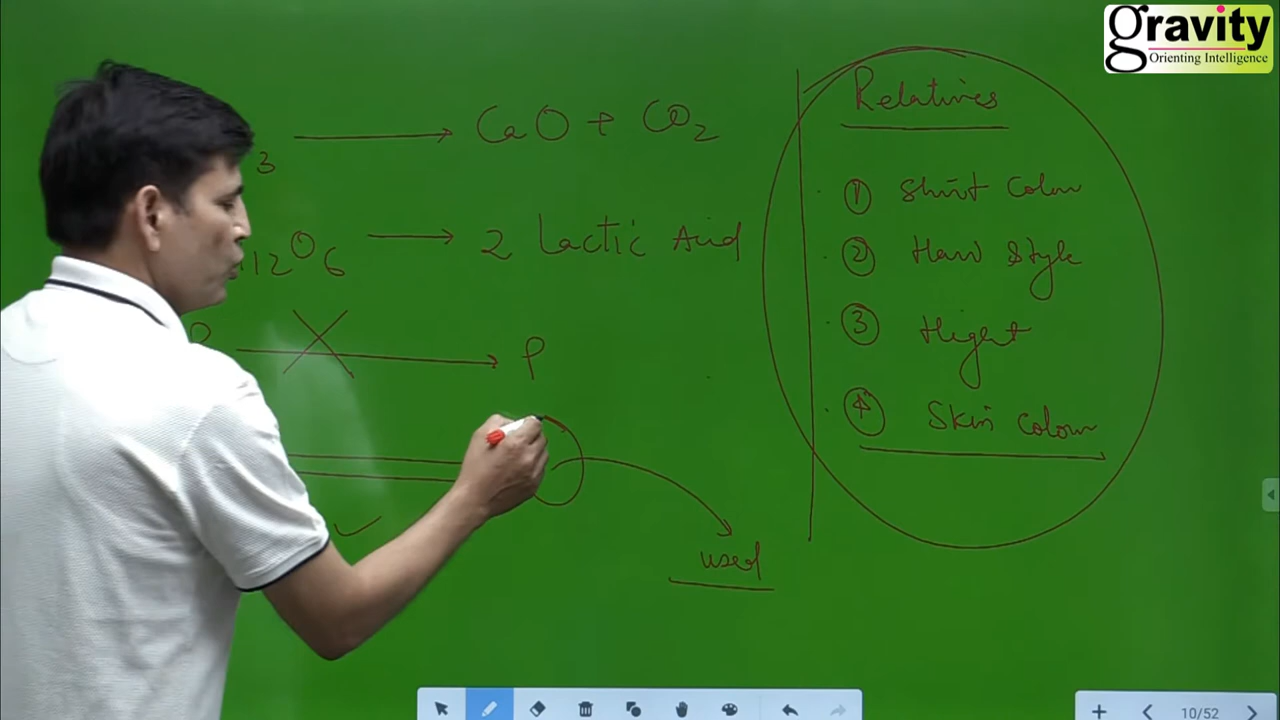 gravity
Orienting Intelligence
3 → CaO + CO2
12O6 → 2 Lactic Acid
→ P
used
Relatives
① Shirt Colour
② Hair Style
③ Hight
④ Skin Colour
10/52